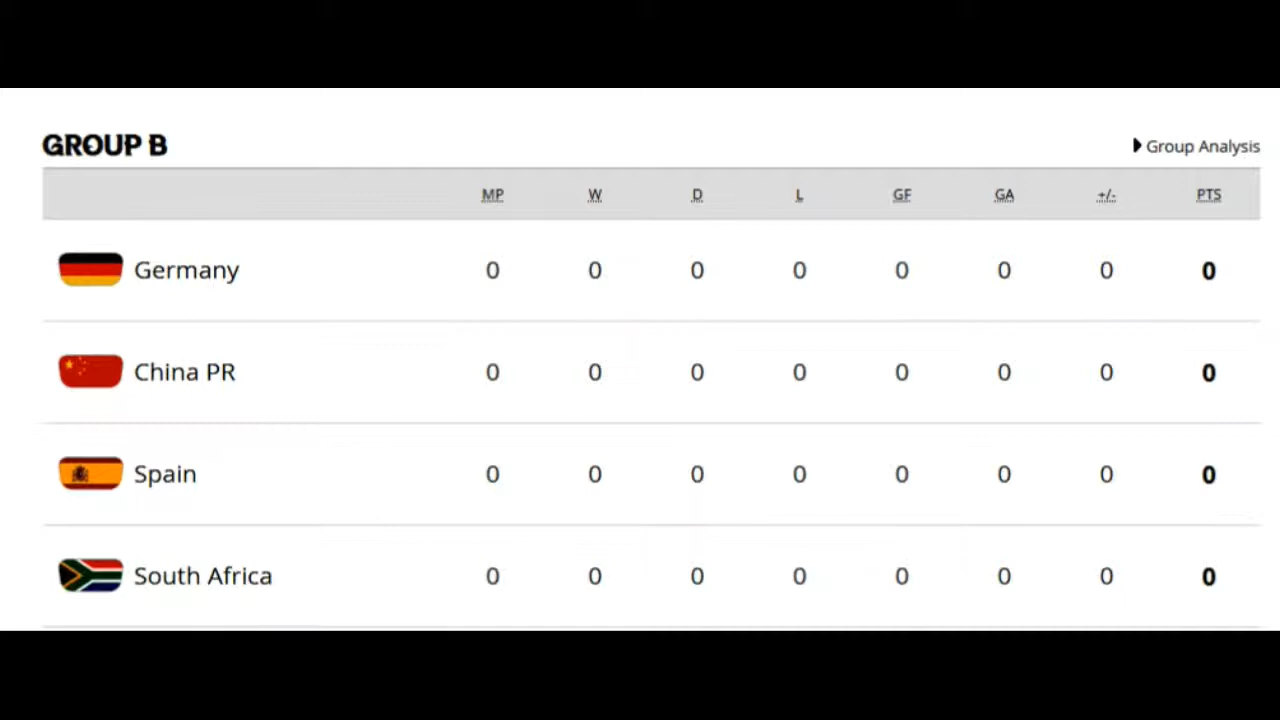 GROUP B
Group Analysis
MP W D L GF GA +/- PTS
Germany 0 0 0 0 0 0 0 0
China PR 0 0 0 0 0 0 0 0
Spain 0 0 0 0 0 0 0 0
South Africa 0 0 0 0 0 0 0 0